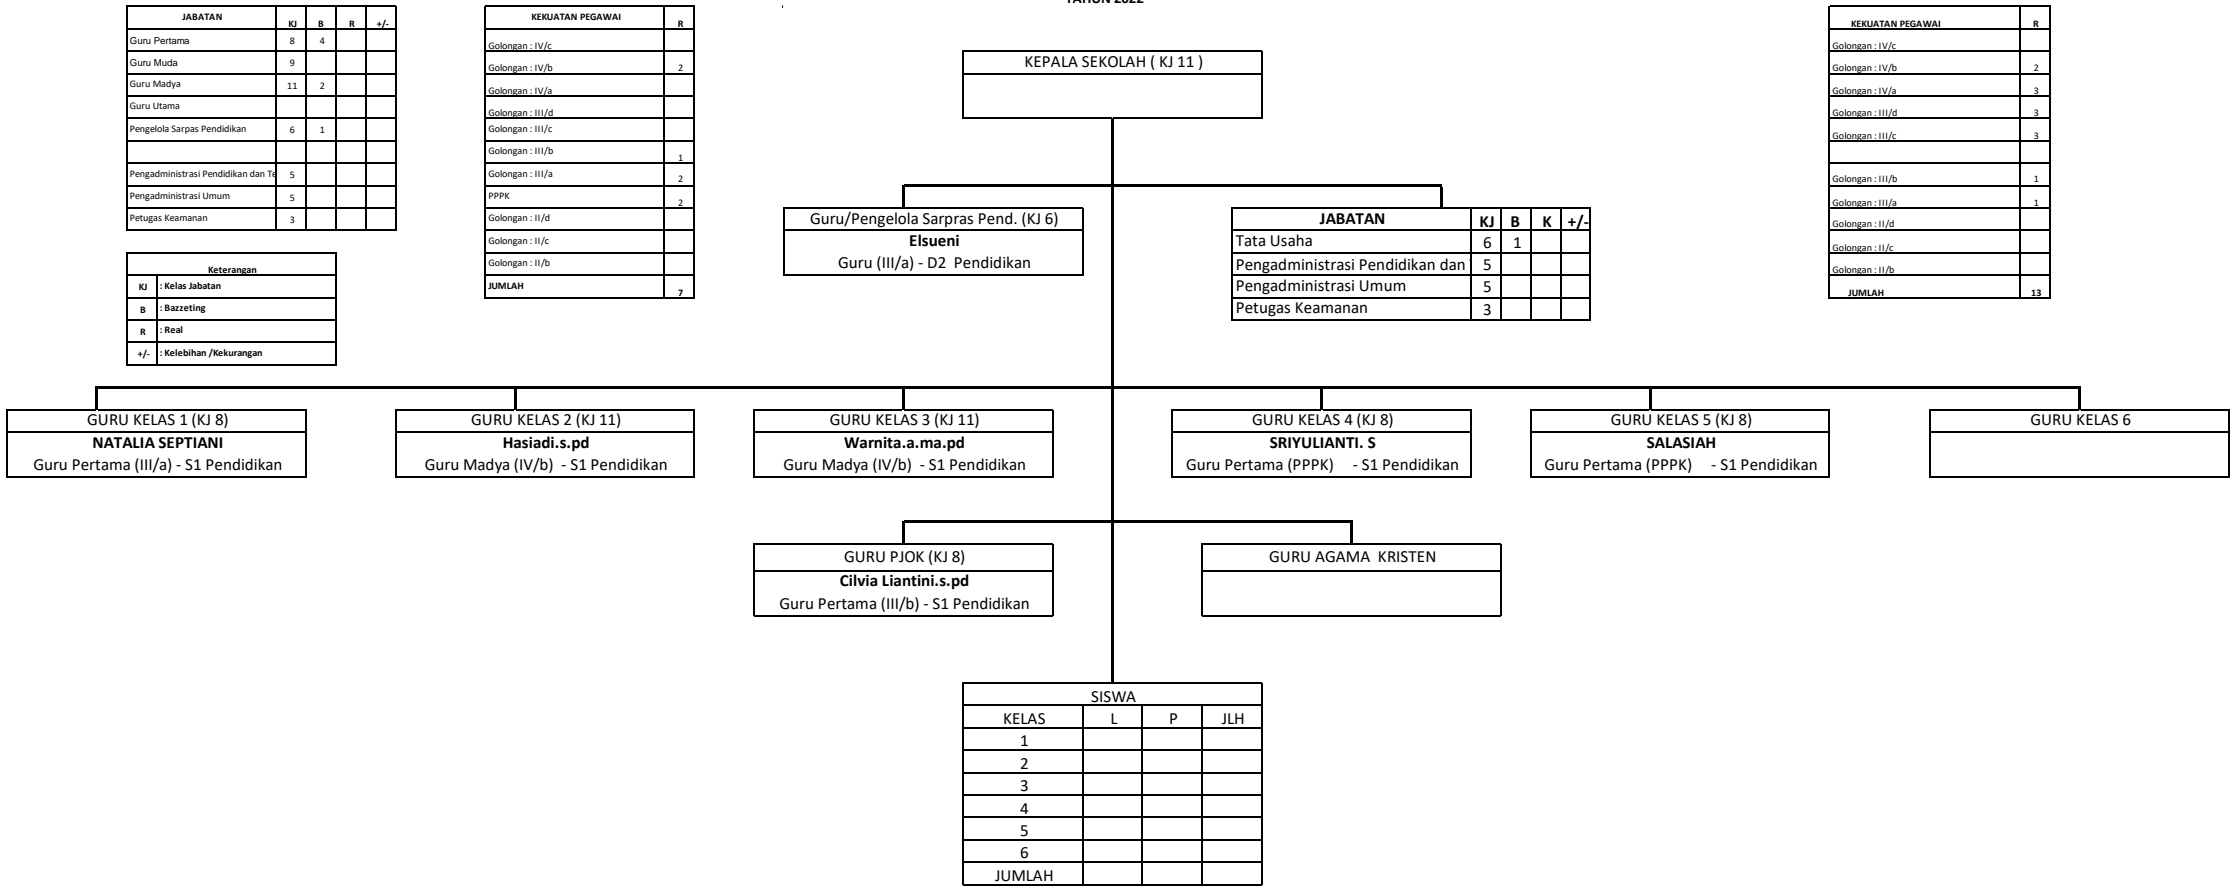 TAHUN 2022
JABATAN KJ B R +/-
Guru Pertama 8 4
Guru Muda 9
Guru Madya 11 2
Guru Utama
Pengelola Sarpas Pendidikan 6 1
Pengadministrasi Pendidikan dan Te 5
Pengadministrasi Umum 5
Petugas Keamanan 3
Keterangan
KJ : Kelas Jabatan
B : Bazzeting
R : Real
+/- : Kelebihan /Kekurangan
KEKUATAN PEGAWAI R
Golongan : IV/c
Golongan : IV/b 2
Golongan : IV/a
Golongan : III/d
Golongan : III/c
Golongan : III/b 1
Golongan : III/a 2
PPPK 2
Golongan : II/d
Golongan : II/c
Golongan : II/b
JUMLAH 7
KEPALA SEKOLAH ( KJ 11 )
KEKUATAN PEGAWAI R
Golongan : IV/c
Golongan : IV/b 2
Golongan : IV/a 3
Golongan : III/d 3
Golongan : III/c 3
Golongan : III/b 1
Golongan : III/a 1
Golongan : II/d
Golongan : II/c
Golongan : II/b
JUMLAH 13
Guru/Pengelola Sarpras Pend. (KJ 6)
Elsueni
Guru (III/a) - D2 Pendidikan
JABATAN KJ B K +/-
Tata Usaha 6 1
Pengadministrasi Pendidikan dan 5
Pengadministrasi Umum 5
Petugas Keamanan 3
GURU KELAS 1 (KJ 8)
NATALIA SEPTIANI
Guru Pertama (III/a) - S1 Pendidikan
GURU KELAS 2 (KJ 11)
Hasiadi.s.pd
Guru Madya (IV/b) - S1 Pendidikan
GURU KELAS 3 (KJ 11)
Warnita.a.ma.pd
Guru Madya (IV/b) - S1 Pendidikan
GURU KELAS 4 (KJ 8)
SRIYULIANTI. S
Guru Pertama (PPPK) - S1 Pendidikan
GURU KELAS 5 (KJ 8)
SALASIAH
Guru Pertama (PPPK) - S1 Pendidikan
GURU KELAS 6
GURU PJOK (KJ 8)
Cilvia Liantini.s.pd
Guru Pertama (III/b) - S1 Pendidikan
GURU AGAMA KRISTEN
SISWA
KELAS L P JLH
1
2
3
4
5
6
JUMLAH